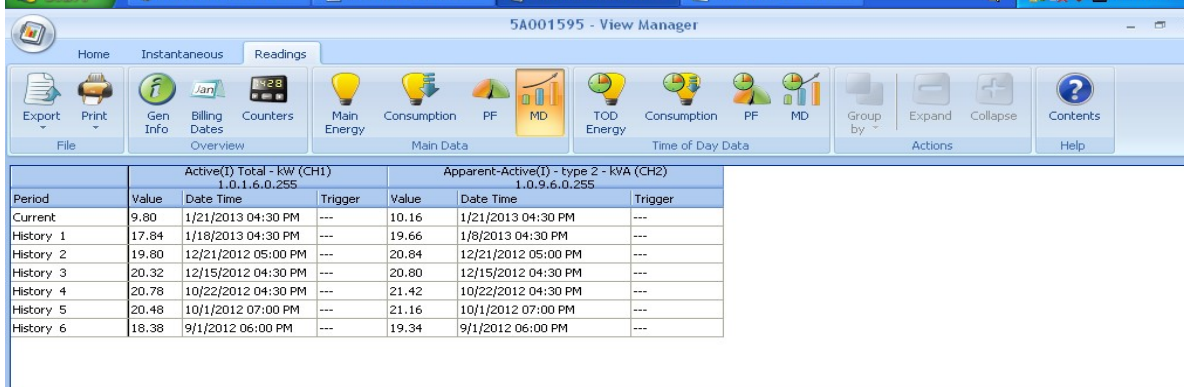 5A001595 - View Manager
Home Instantaneous Readings
Export Print Gen Info Billing Dates Counters Main Energy Consumption PF MD TOD Energy Consumption PF MD Group by Expand Collapse Contents
File Overview Main Data Time of Day Data Actions Help
Active(I) Total - kW (CH1) Apparent-Active(I) - type 2 - kVA (CH2)
1.0.1.6.0.255 1.0.9.6.0.255
Period Value Date Time Trigger Value Date Time Trigger
Current 9.80 1/21/2013 04:30 PM --- 10.16 1/21/2013 04:30 PM ---
History 1 17.84 1/18/2013 04:30 PM --- 19.66 1/8/2013 04:30 PM ---
History 2 19.80 12/21/2012 05:00 PM --- 20.84 12/21/2012 05:00 PM ---
History 3 20.32 12/15/2012 04:30 PM --- 20.80 12/15/2012 04:30 PM ---
History 4 20.78 10/22/2012 04:30 PM --- 21.42 10/22/2012 04:30 PM ---
History 5 20.48 10/1/2012 07:00 PM --- 21.16 10/1/2012 07:00 PM ---
History 6 18.38 9/1/2012 06:00 PM --- 19.34 9/1/2012 06:00 PM ---